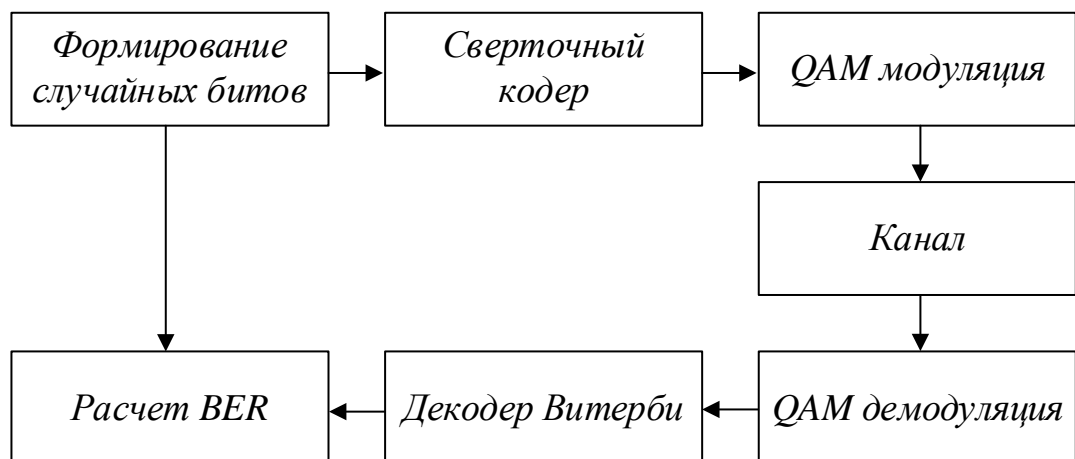 Формирование
случайных битов
Сверточный
кодер
QAM модуляция
Канал
Расчет BER
Декодер Витерби
QAM демодуляция